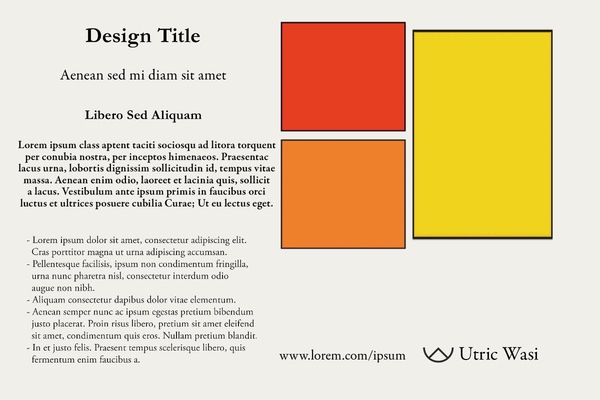 Design Title
Aenean sed mi diam sit amet
Libero Sed Aliquam
Lorem ipsum class aptent taciti sociosqu ad litora torquent
per conubia nostra, per inceptos himenaeos. Praesentac
lacus urna, lobortis dignissim sollicitudin id, tempus vitae
massa. Aenean enim odio, laoreet et lacinia quis, sollicit
a lacus. Vestibulum ante ipsum primis in faucibus orci
luctus et ultrices posuere cubilia Curae; Ut eu lectus eget.
- Lorem ipsum dolor sit amet, consectetur adipiscing elit.
Cras porttitor magna ut urna adipiscing accumsan.
- Pellentesque facilisis, ipsum non condimentum fringilla,
urna nunc pharetra nisl, consectetur interdum odio
augue non nibh.
- Aliquam consectetur dapibus dolor vitae elementum.
- Aenean semper nunc ac ipsum egestas pretium bibendum
justo placerat. Proin risus libero, pretium sit amet eleifend
sit amet, condimentum quis eros. Nullam pretium blandit.
- In et justo felis. Praesent tempus scelerisque libero, quis
fermentum enim faucibus a.
www.lorem.com/ipsum
Utric Wasi